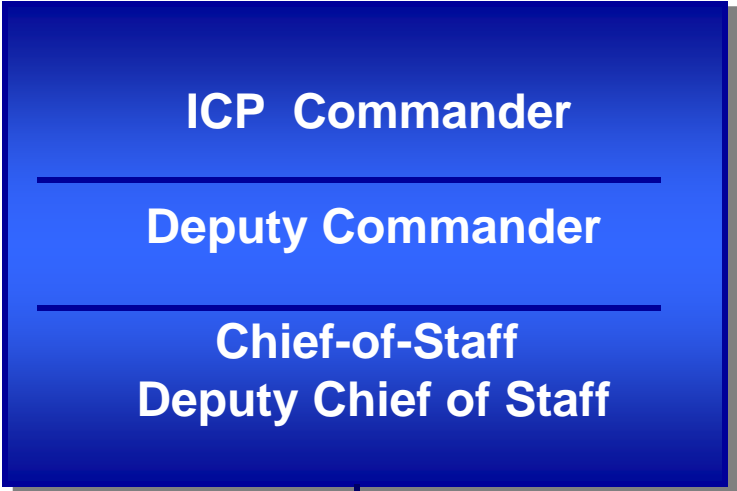 ICP Commander
Deputy Commander
Chief-of-Staff
Deputy Chief of Staff